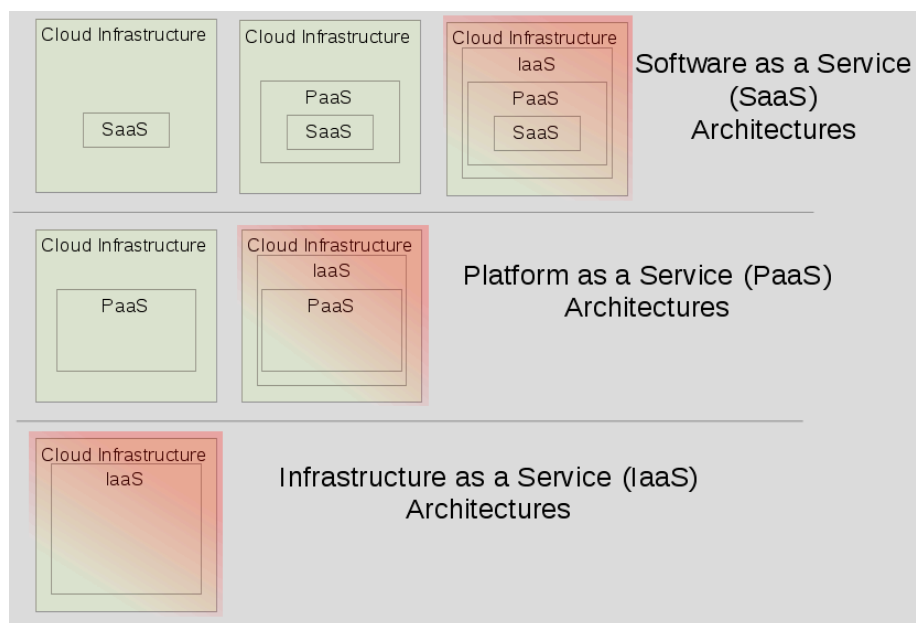 Cloud Infrastructure
SaaS
Cloud Infrastructure
PaaS
SaaS
Cloud Infrastructure
IaaS
PaaS
SaaS
Software as a Service
(SaaS)
Architectures
Cloud Infrastructure
PaaS
Cloud Infrastructure
IaaS
PaaS
Platform as a Service (PaaS)
Architectures
Cloud Infrastructure
IaaS
Infrastructure as a Service (IaaS)
Architectures